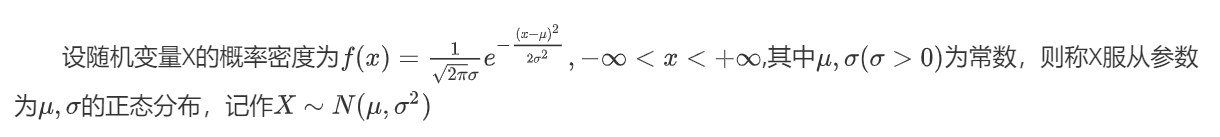 设随机变量X的概率密度为$f(x) = \frac{1}{\sqrt{2\pi}\sigma}e^{-\frac{(x-\mu)^2}{2\sigma^2}}, -\infty < x < +\infty$,其中$\mu, \sigma(\sigma > 0)$为常数，则称X服从参数
为$\mu, \sigma$的正态分布，记作$X \sim N(\mu, \sigma^2)$